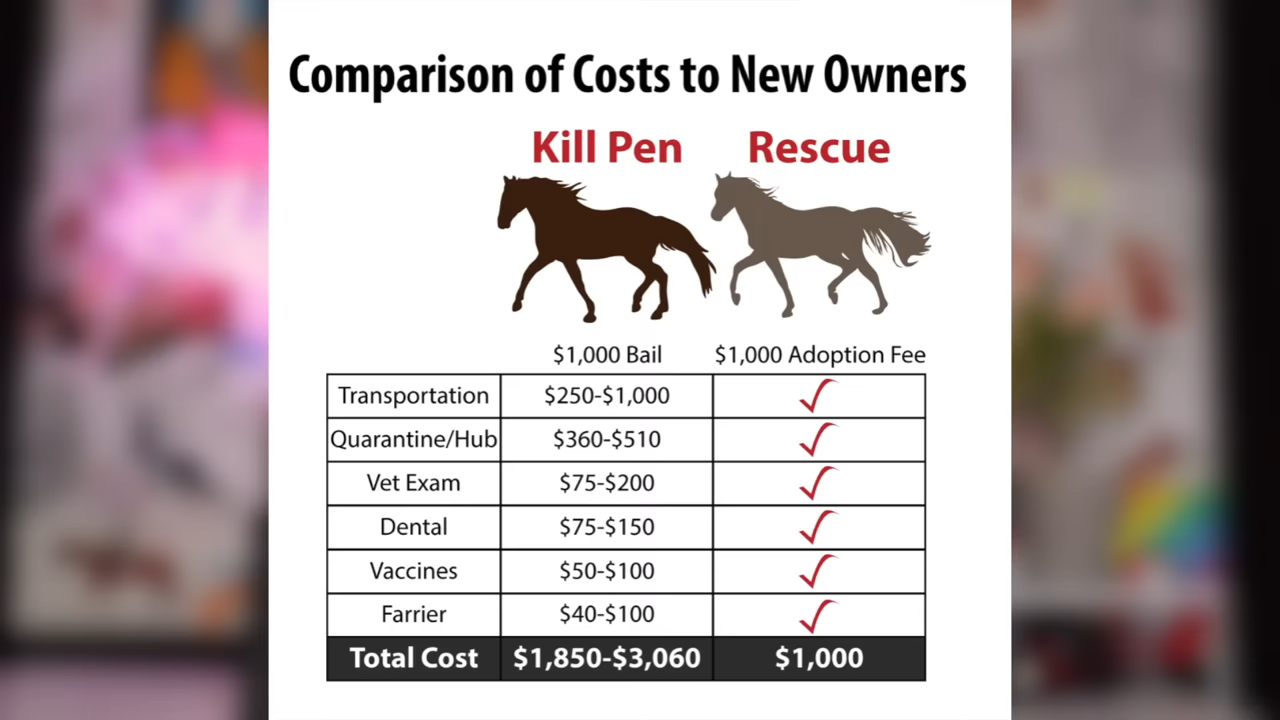 Comparison of Costs to New Owners
Kill Pen Rescue
$1,000 Bail $1,000 Adoption Fee
Transportation $250-$1,000 ✓
Quarantine/Hub $360-$510 ✓
Vet Exam $75-$200 ✓
Dental $75-$150 ✓
Vaccines $50-$100 ✓
Farrier $40-$100 ✓
Total Cost $1,850-$3,060 $1,000